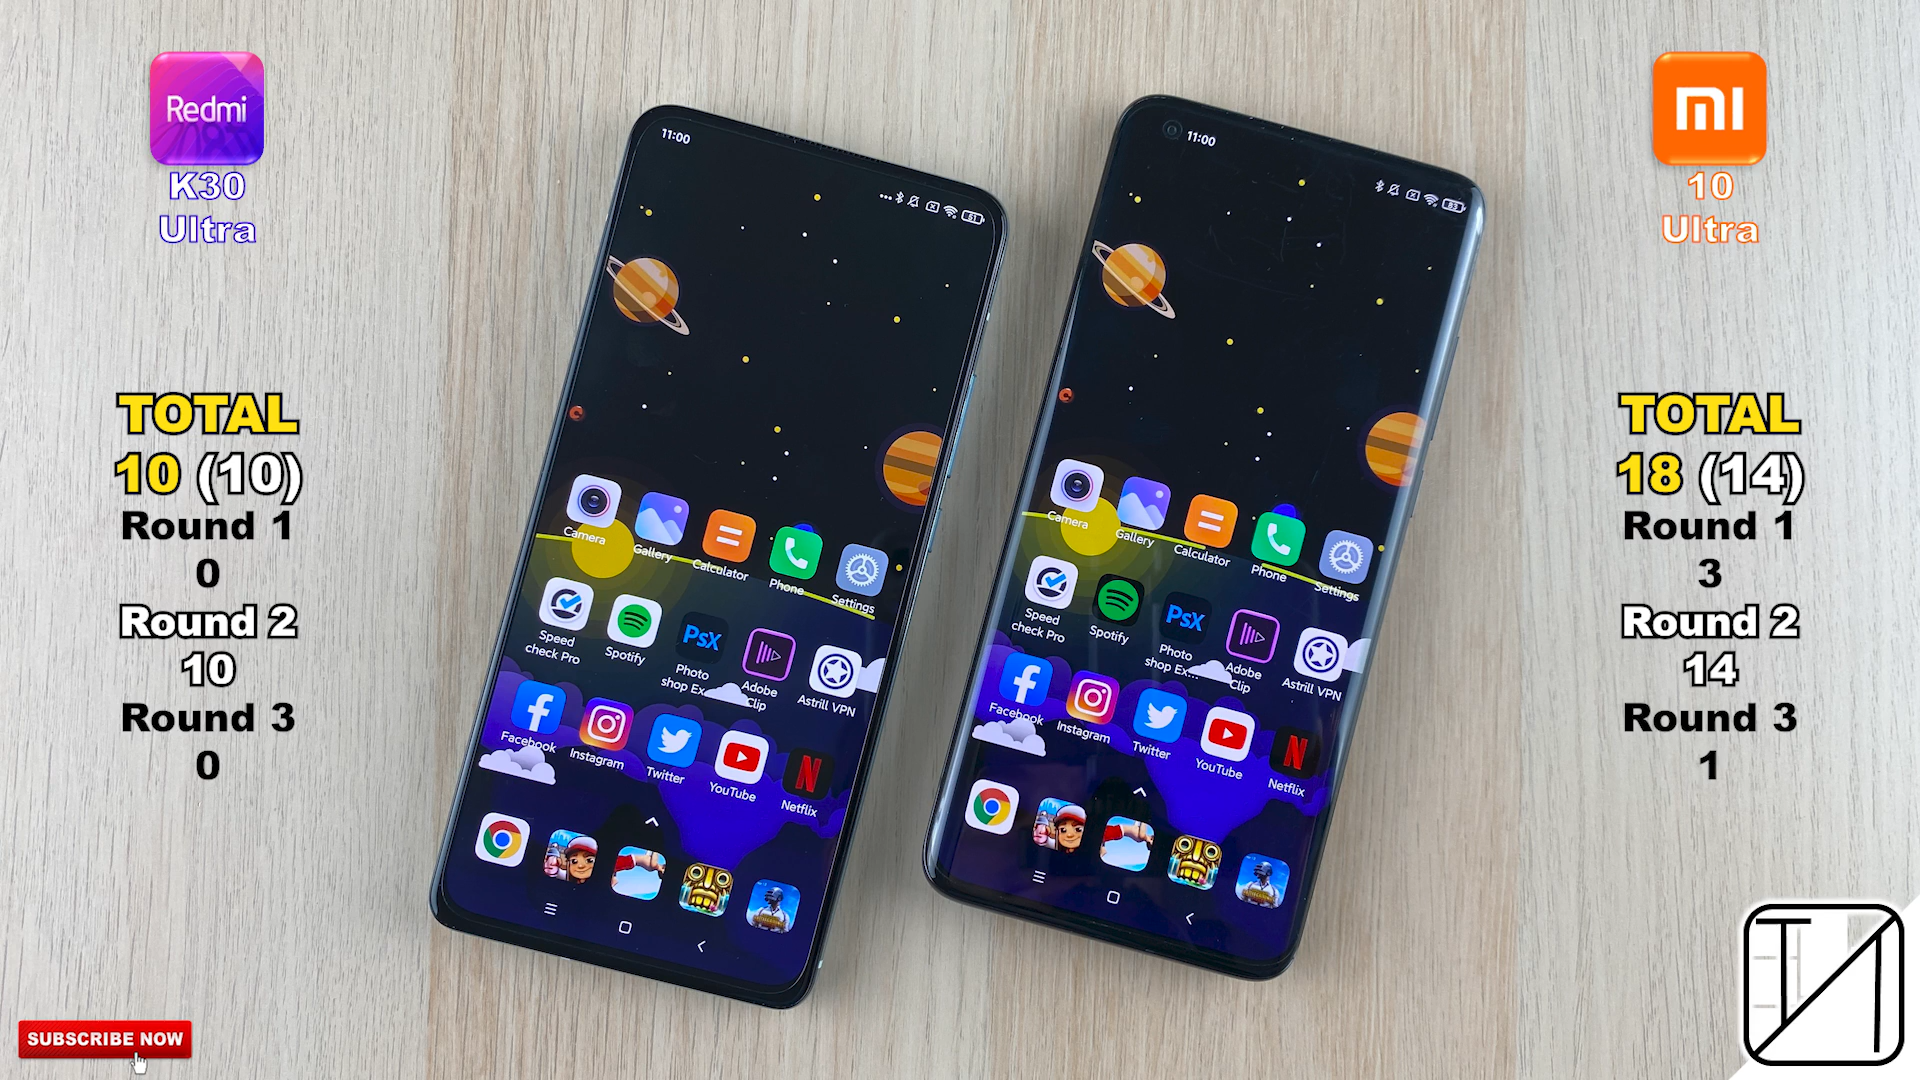 Redmi
K30
Ultra
TOTAL
10 (10)
Round 1
0
Round 2
10
Round 3
0
SUBSCRIBE NOW
11:00
51
Camera
Gallery
Calculator
Phone
Settings
Speed
check Pro
Spotify
PsX
Photo
shop Ex...
Adobe
Clip
Astrill VPN
Facebook
Instagram
Twitter
YouTube
Netflix
11:00
83
Camera
Gallery
Calculator
Phone
Settings
Speed
check Pro
Spotify
PsX
Photo
shop Ex...
Adobe
Clip
Astrill VPN
Facebook
Instagram
Twitter
YouTube
Netflix
MI
10
Ultra
TOTAL
18 (14)
Round 1
3
Round 2
14
Round 3
1